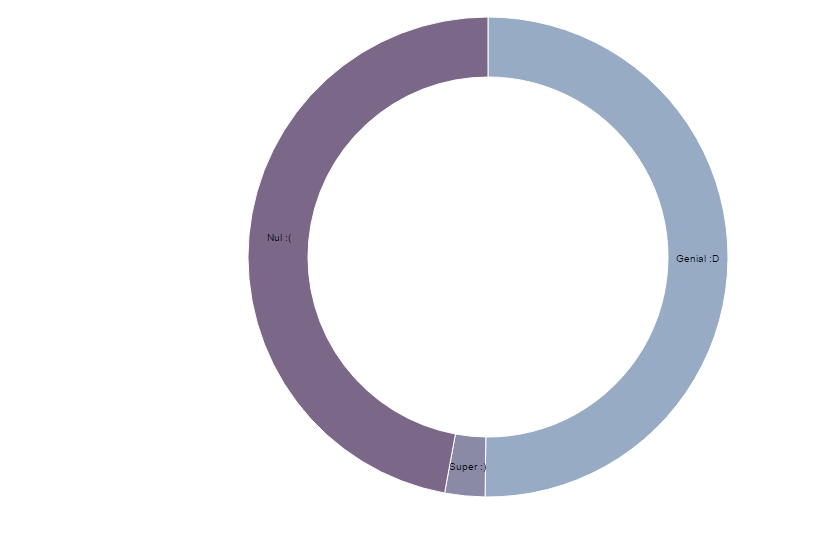 Nul :(
Genial :D
Super :)